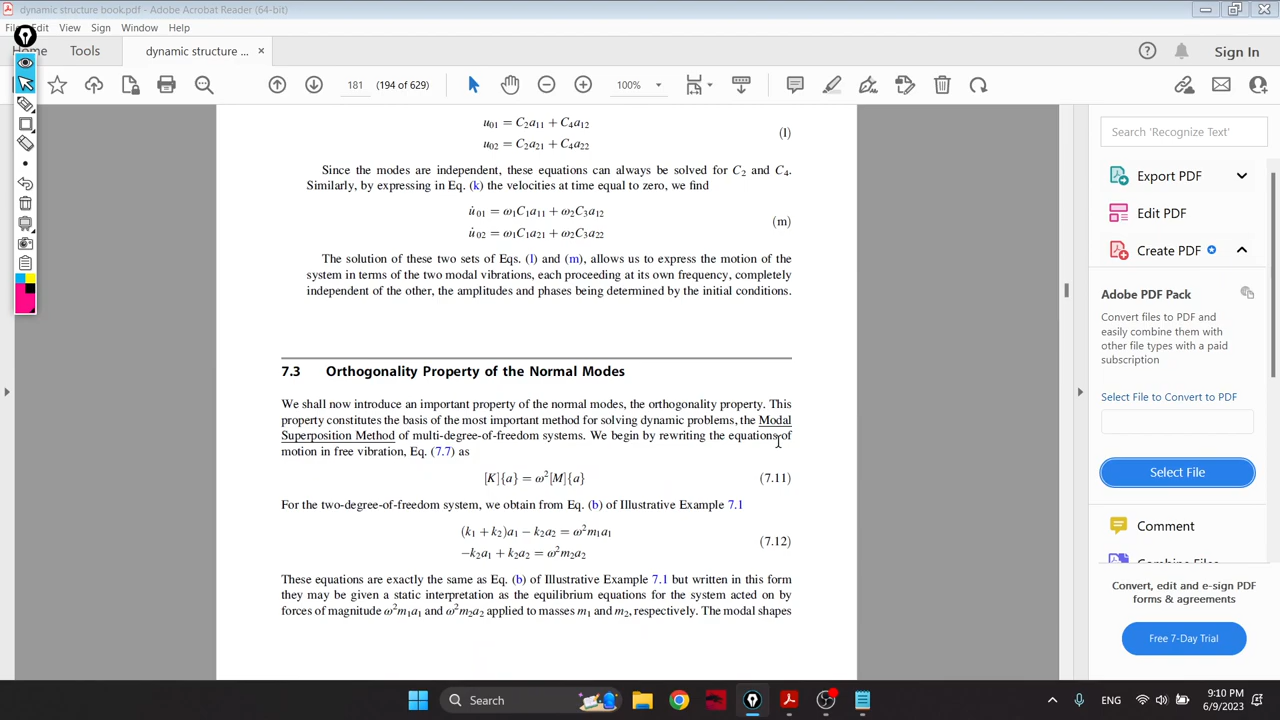 dynamic structure book.pdf - Adobe Acrobat Reader (64-bit)
File Edit View Sign Window Help
Home Tools dynamic structure ... × Sign In
181 (194 of 629) 100%
u₀₁ = C₂a₁₁ + C₄a₁₂
u₀₂ = C₂a₂₁ + C₄a₂₂
(l)
Since the modes are independent, these equations can always be solved for C₂ and C₄.
Similarly, by expressing in Eq. (k) the velocities at time equal to zero, we find
u̇₀₁ = ω₁C₁a₁₁ + ω₂C₃a₁₂
u̇₀₂ = ω₁C₁a₂₁ + ω₂C₃a₂₂
(m)
The solution of these two sets of Eqs. (l) and (m), allows us to express the motion of the
system in terms of the two modal vibrations, each proceeding at its own frequency, completely
independent of the other, the amplitudes and phases being determined by the initial conditions.
7.3 Orthogonality Property of the Normal Modes
We shall now introduce an important property of the normal modes, the orthogonality property. This
property constitutes the basis of the most important method for solving dynamic problems, the Modal
Superposition Method of multi-degree-of-freedom systems. We begin by rewriting the equations of
motion in free vibration, Eq. (7.7) as
[K]{a} = ω²[M]{a} (7.11)
For the two-degree-of-freedom system, we obtain from Eq. (b) of Illustrative Example 7.1
(k₁ + k₂)a₁ − k₂a₂ = ω²m₁a₁
−k₂a₁ + k₂a₂ = ω²m₂a₂
(7.12)
These equations are exactly the same as Eq. (b) of Illustrative Example 7.1 but written in this form
they may be given a static interpretation as the equilibrium equations for the system acted on by
forces of magnitude ω²m₁a₁ and ω²m₂a₂ applied to masses m₁ and m₂, respectively. The modal shapes
Search 'Recognize Text'
Export PDF
Edit PDF
Create PDF
Adobe PDF Pack
Convert files to PDF and
easily combine them with
other file types with a paid
subscription
Select File to Convert to PDF
Select File
Comment
Combine Files
Convert, edit and e-sign PDF
forms & agreements
Free 7-Day Trial
Search
ENG
9:10 PM
6/9/2023